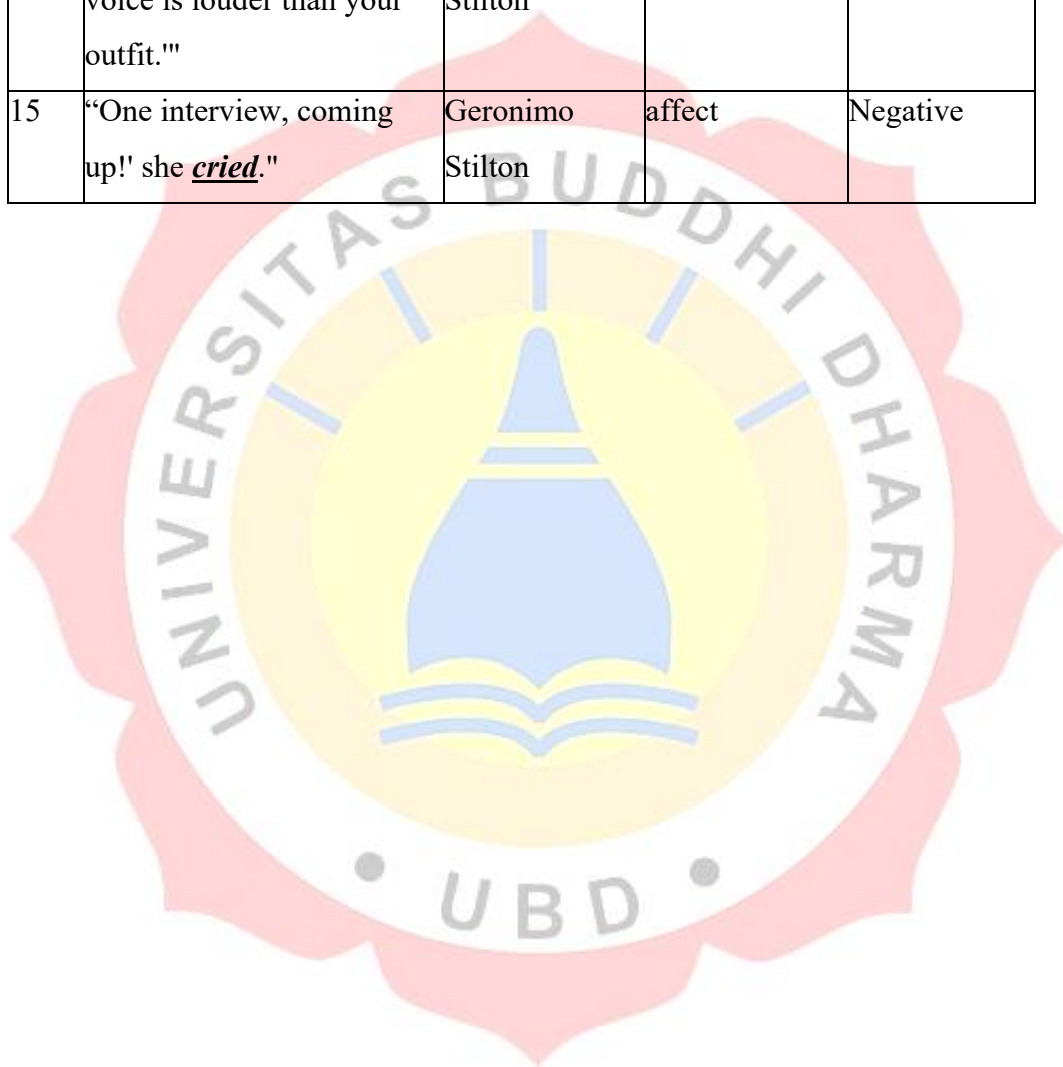 voice is louder than your Stilton
outfit.'"
15 “One interview, coming Geronimo affect Negative
up!' she cried." Stilton
UNIVERSITAS BUDDHI DHARMA
• UBD •